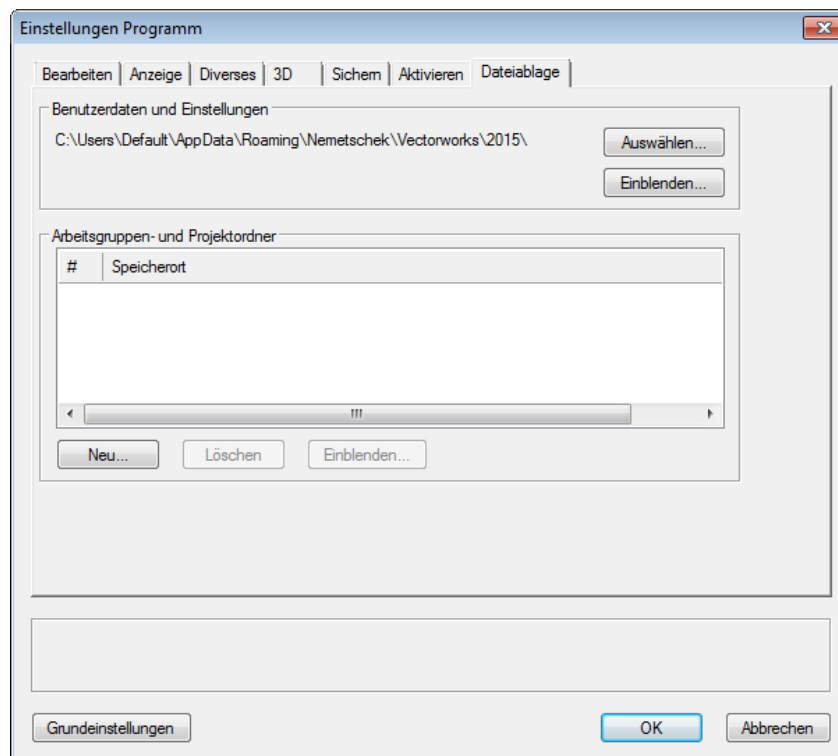 Einstellungen Programm
Bearbeiten Anzeige Diverses 3D Sichern Aktivieren Dateiablage
Benutzerdaten und Einstellungen
C:\Users\Default\AppData\Roaming\Nemetschek\Vectorworks\2015\
Auswählen...
Einblenden...
Arbeitsgruppen- und Projektordner
# Speicherort
Neu... Löschen Einblenden...
Grundeinstellungen OK Abbrechen